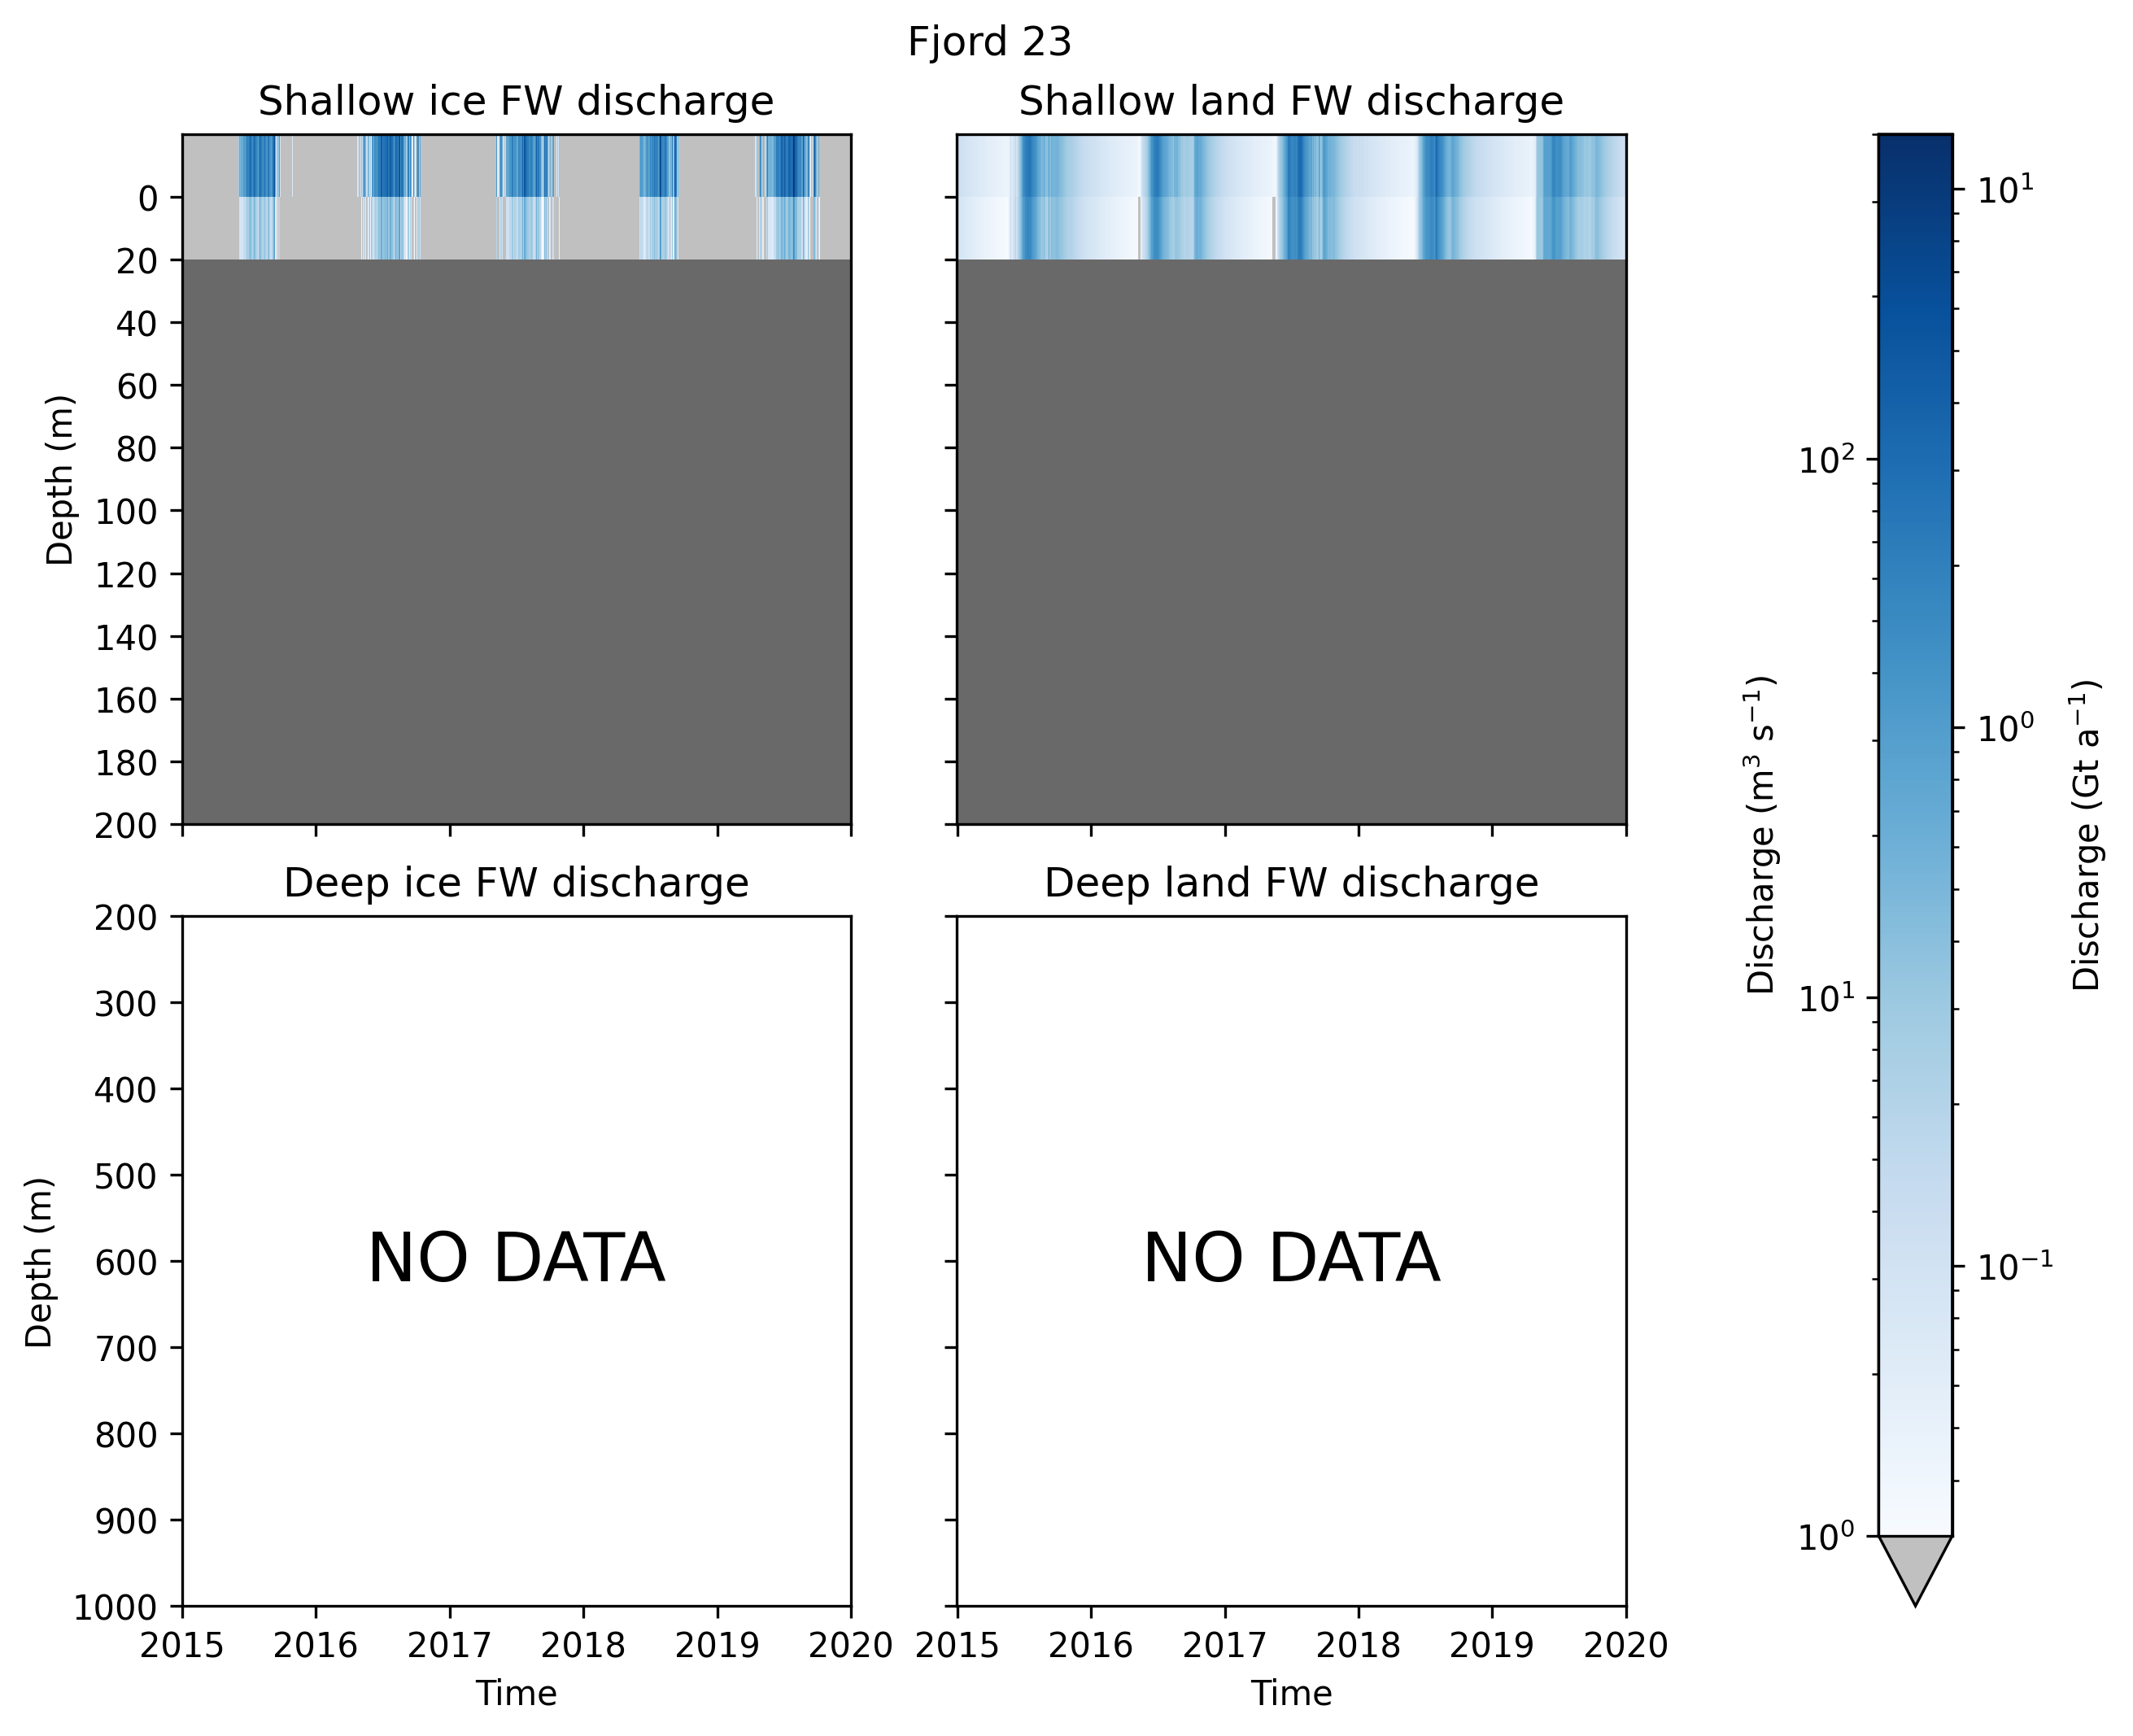 Fjord 23
Shallow ice FW discharge
Shallow land FW discharge
Depth (m)
0
20
40
60
80
100
120
140
160
180
200
Deep ice FW discharge
Deep land FW discharge
Depth (m)
200
300
400
500
600
700
800
900
1000
NO DATA
NO DATA
2015 2016 2017 2018 2019 2020
2015 2016 2017 2018 2019 2020
Time
Time
Discharge (m³ s⁻¹)
10²
10¹
10⁰
10¹
10⁰
10⁻¹
Discharge (Gt a⁻¹)